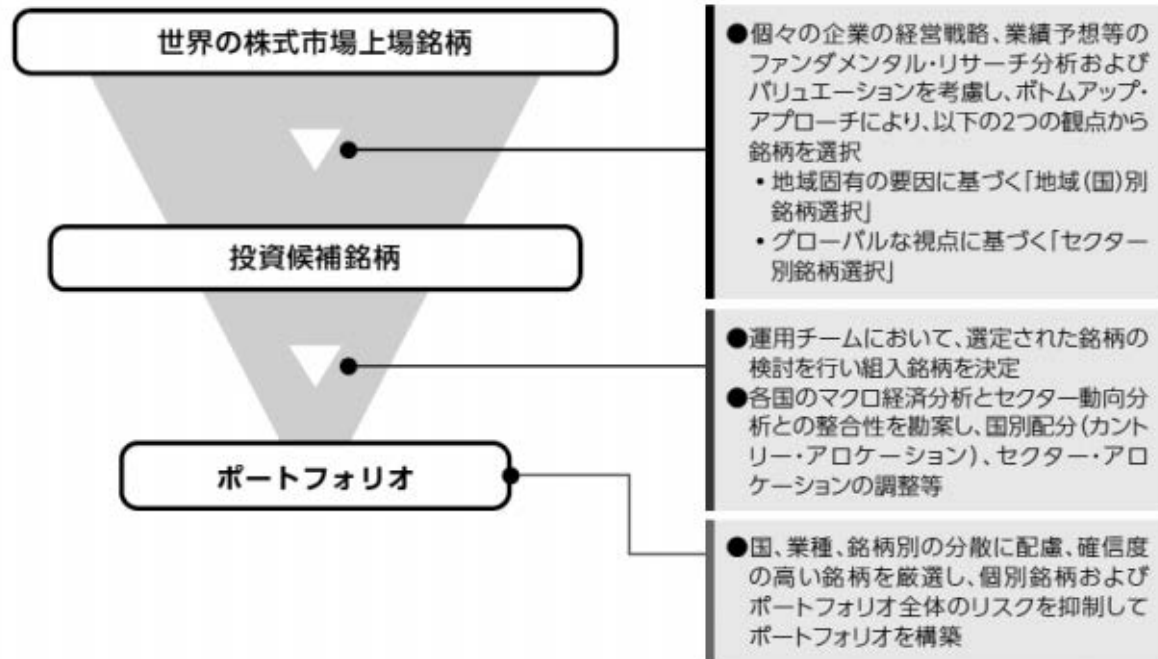 世界の株式市場上場銘柄
●個々の企業の経営戦略、業績予想等の
ファンダメンタル・リサーチ分析および
バリュエーションを考慮し、ボトムアップ・
アプローチにより、以下の2つの観点から
銘柄を選択
・地域固有の要因に基づく「地域(国)別
銘柄選択」
・グローバルな視点に基づく「セクター
別銘柄選択」
投資候補銘柄
●運用チームにおいて、選定された銘柄の
検討を行い組入銘柄を決定
●各国のマクロ経済分析とセクター動向分
析との整合性を勘案し、国別配分(カント
リー・アロケーション)、セクター・アロ
ケーションの調整等
ポートフォリオ
●国、業種、銘柄別の分散に配慮、確信度
の高い銘柄を厳選し、個別銘柄および
ポートフォリオ全体のリスクを抑制して
ポートフォリオを構築